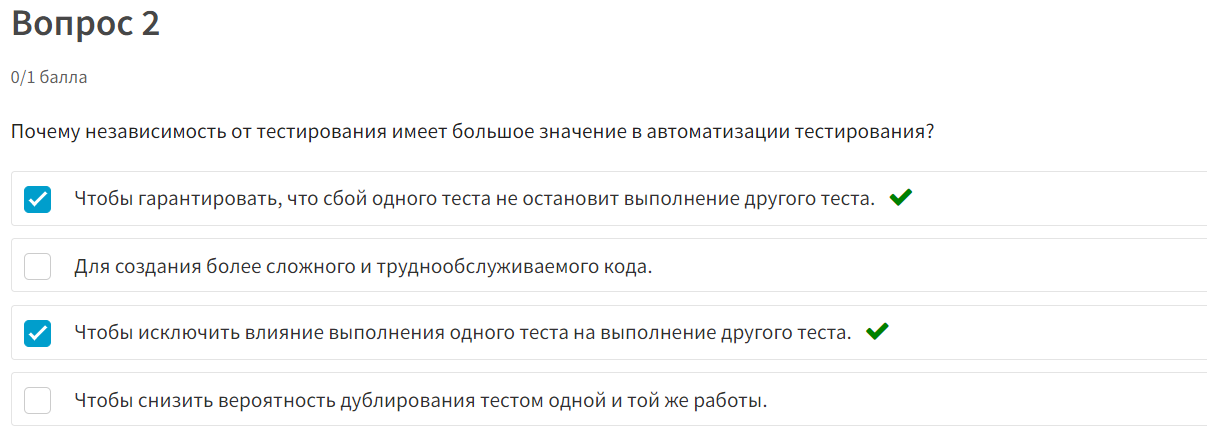 Вопрос 2
0/1 балла
Почему независимость от тестирования имеет большое значение в автоматизации тестирования?
Чтобы гарантировать, что сбой одного теста не остановит выполнение другого теста.
Для создания более сложного и труднообслуживаемого кода.
Чтобы исключить влияние выполнения одного теста на выполнение другого теста.
Чтобы снизить вероятность дублирования тестом одной и той же работы.